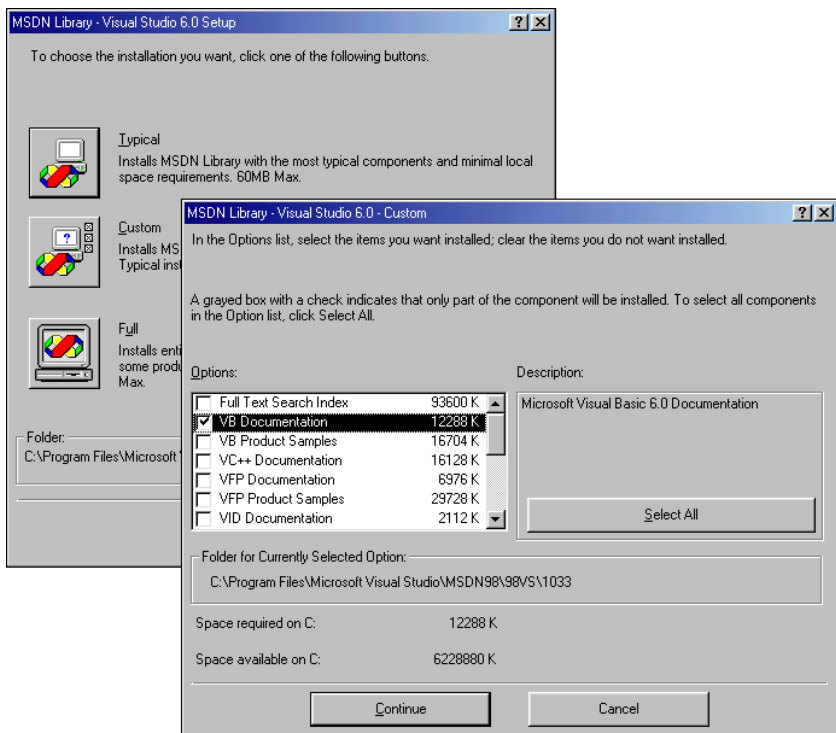 MSDN Library - Visual Studio 6.0 Setup
To choose the installation you want, click one of the following buttons.
Typical
Installs MSDN Library with the most typical components and minimal local
space requirements. 60MB Max.
Custom
Installs MS
Typical inst
Full
Installs enti
some produ
Max.
Folder:
C:\Program Files\Microsoft
MSDN Library - Visual Studio 6.0 - Custom
In the Options list, select the items you want installed; clear the items you do not want installed.
A grayed box with a check indicates that only part of the component will be installed. To select all components
in the Option list, click Select All.
Options:
Full Text Search Index 93600 K
VB Documentation 12288 K
VB Product Samples 16704 K
VC++ Documentation 16128 K
VFP Documentation 6976 K
VFP Product Samples 29728 K
VID Documentation 2112 K
Description:
Microsoft Visual Basic 6.0 Documentation
Select All
Folder for Currently Selected Option:
C:\Program Files\Microsoft Visual Studio\MSDN98\98VS\1033
Space required on C: 12288 K
Space available on C: 6228880 K
Continue
Cancel